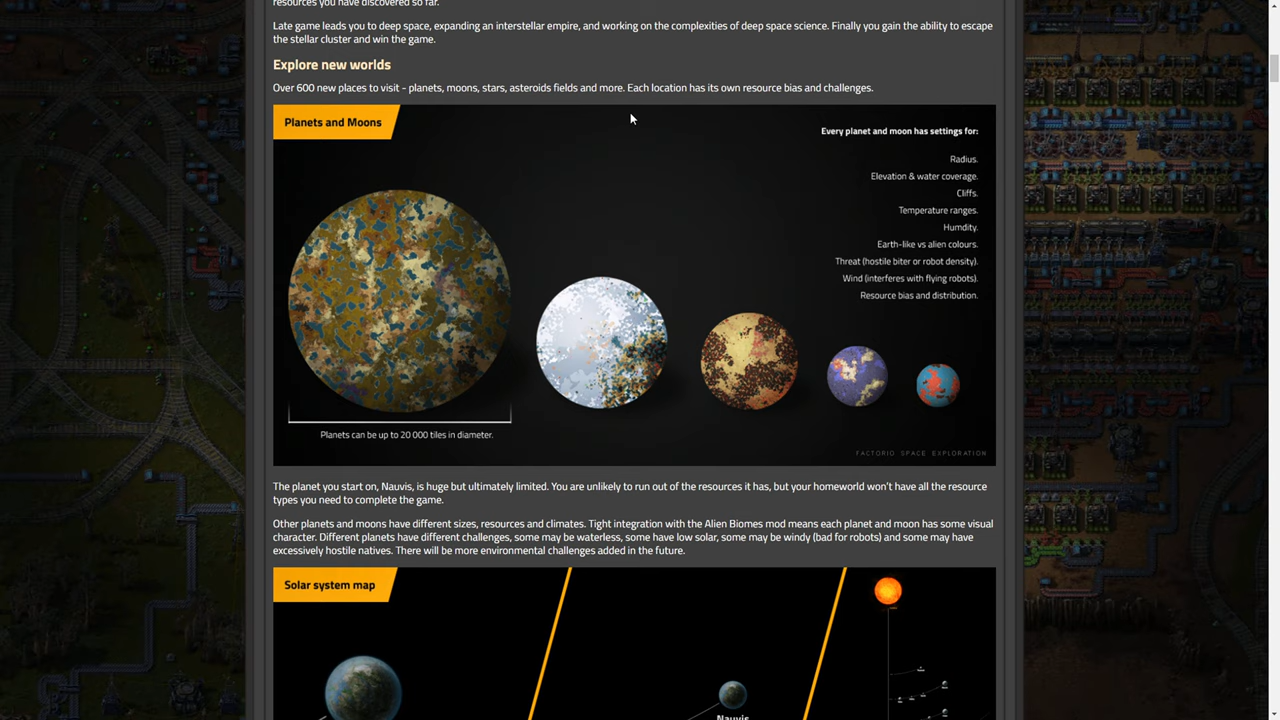 resources you have discovered so far.
Late game leads you to deep space, expanding an interstellar empire, and working on the complexities of deep space science. Finally you gain the ability to escape
the stellar cluster and win the game.
Explore new worlds
Over 600 new places to visit - planets, moons, stars, asteroids fields and more. Each location has its own resource bias and challenges.
Planets and Moons
Every planet and moon has settings for:
Radius.
Elevation & water coverage.
Cliffs.
Temperature ranges.
Humdity.
Earth-like vs alien colours.
Threat (hostile biter or robot density).
Wind (interferes with flying robots).
Resource bias and distribution.
Planets can be up to 20 000 tiles in diameter.
FACTORIO SPACE EXPLORATION
The planet you start on, Nauvis, is huge but ultimately limited. You are unlikely to run out of the resources it has, but your homeworld won't have all the resource
types you need to complete the game.
Other planets and moons have different sizes, resources and climates. Tight integration with the Alien Biomes mod means each planet and moon has some visual
character. Different planets have different challenges, some may be waterless, some have low solar, some may be windy (bad for robots) and some may have
excessively hostile natives. There will be more environmental challenges added in the future.
Solar system map
Nauvis